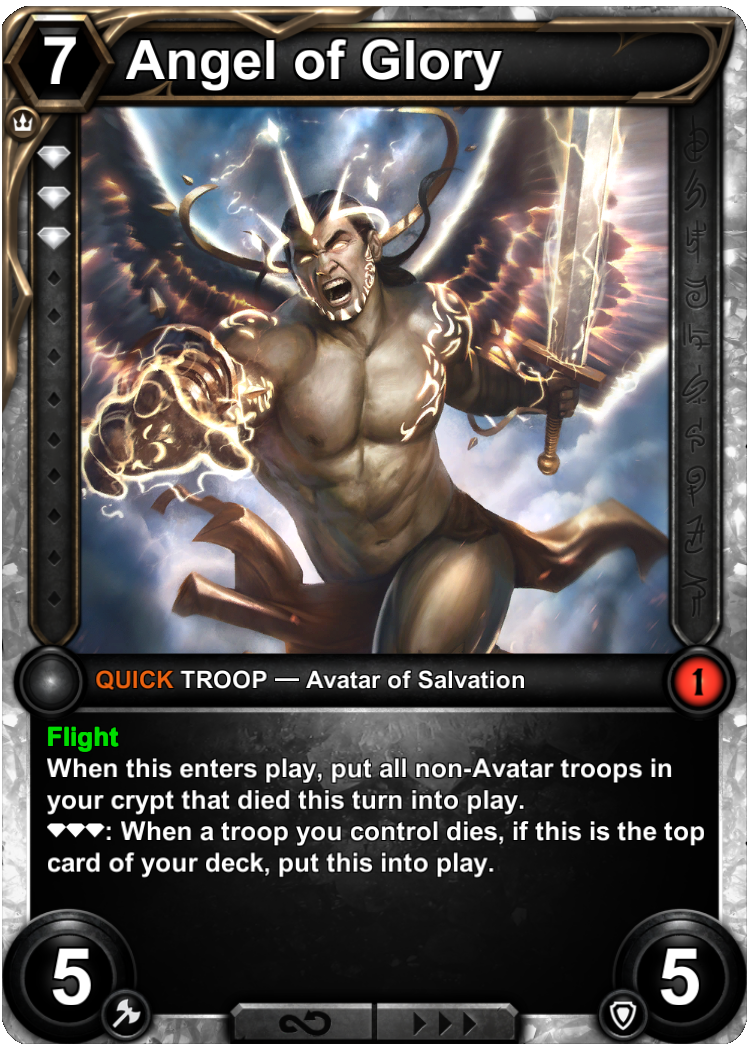 7 Angel of Glory
QUICK TROOP — Avatar of Salvation 1
Flight
When this enters play, put all non-Avatar troops in
your crypt that died this turn into play.
: When a troop you control dies, if this is the top
card of your deck, put this into play.
5 5